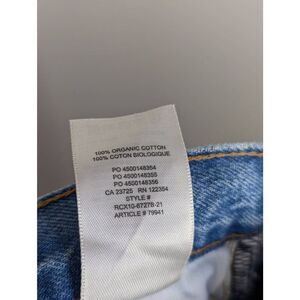 100% ORGANIC COTTON
100% COTON BIOLOGIQUE
PO 4500148354
PO 4500148355
PO 4500148356
CA 23725 RN 122354
STYLE #
RCX10-6727B-21
ARTICLE # 79941